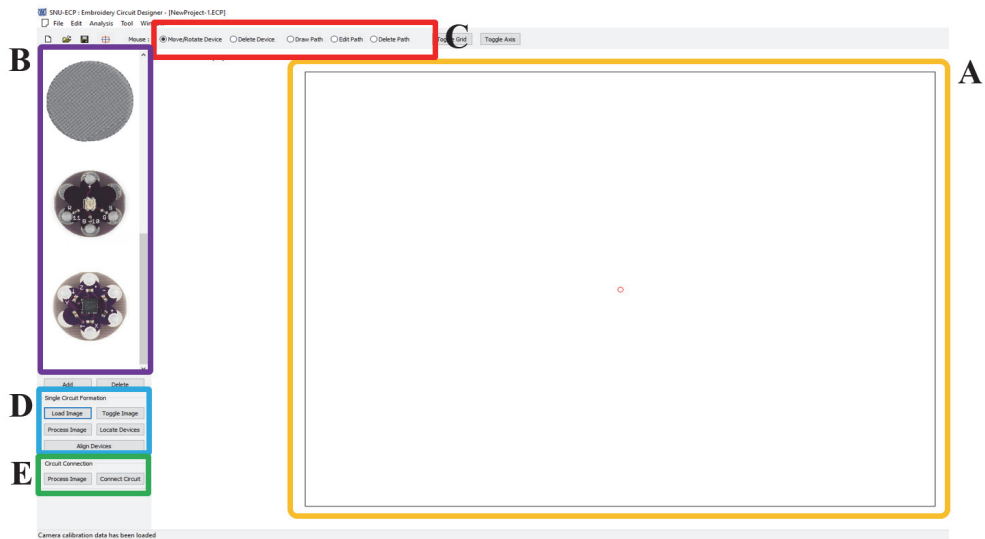 SNU-ECP : Embroidery Circuit Designer - [NewProject-1.ECP]
File Edit Analysis Tool
Mouse : Move/Rotate Device Delete Device Draw Path Edit Path Delete Path Grid Toggle Axis
C
B
A
Add Delete
D
Single Circuit Formation
Load Image Toggle Image
Process Image Locate Devices
Align Devices
E
Circuit Connection
Process Image Connect Circuit
Camera calibration data has been loaded